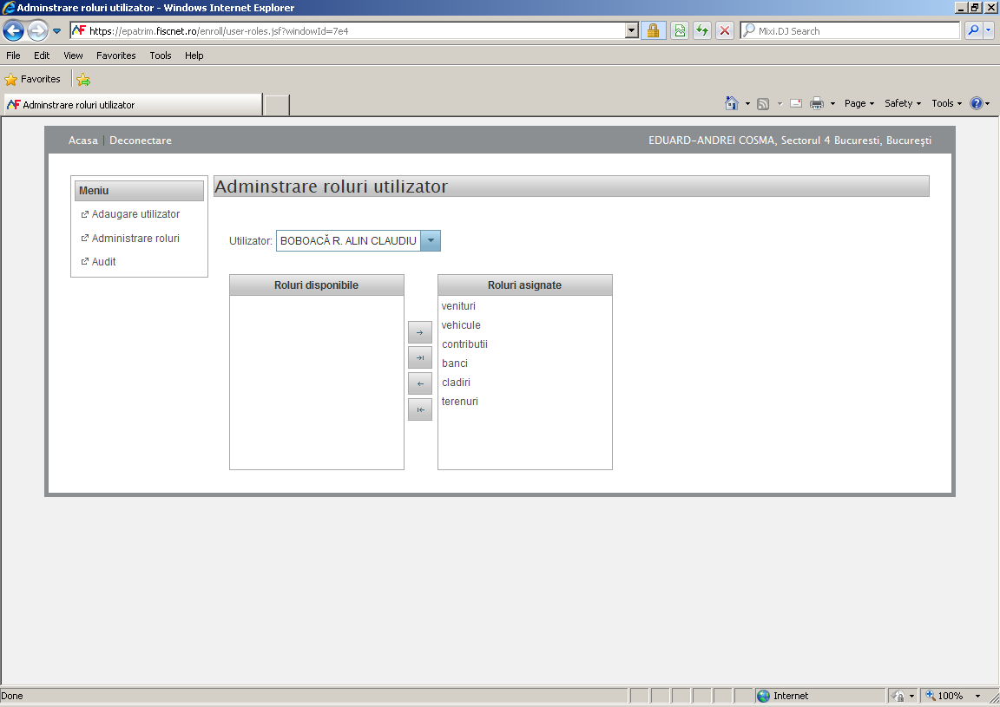 Adminstrare roluri utilizator - Windows Internet Explorer
https://epatrim.fiscnet.ro/enroll/user-roles.jsf?windowId=7e4
Mixi.DJ Search
File Edit View Favorites Tools Help
Favorites
Adminstrare roluri utilizator
Page Safety Tools
Acasa | Deconectare
EDUARD-ANDREI COSMA, Sectorul 4 Bucuresti, București
Meniu
Adaugare utilizator
Administrare roluri
Audit
Adminstrare roluri utilizator
Utilizator: BOBOACĂ R. ALIN CLAUDIU
Roluri disponibile
Roluri asignate
venituri
vehicule
contributii
banci
cladiri
terenuri
Done
Internet
100%